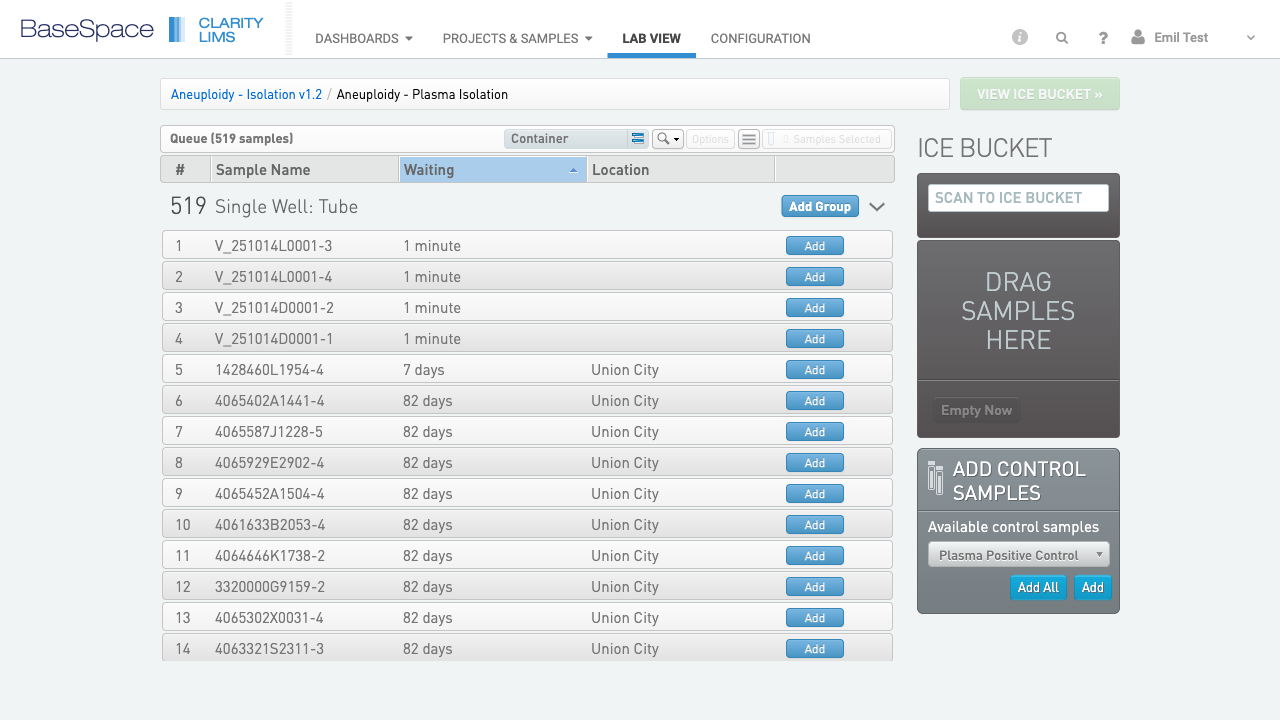 BaseSpace CLARITY LIMS
DASHBOARDS PROJECTS & SAMPLES LAB VIEW CONFIGURATION ? Emil Test
Aneuploidy - Isolation v1.2 / Aneuploidy - Plasma Isolation
VIEW ICE BUCKET »
Queue (519 samples) Container Options 0 Samples Selected
# Sample Name Waiting Location
519 Single Well: Tube Add Group
1 V_251014L0001-3 1 minute Add
2 V_251014L0001-4 1 minute Add
3 V_251014D0001-2 1 minute Add
4 V_251014D0001-1 1 minute Add
5 1428460L1954-4 7 days Union City Add
6 4065402A1441-4 82 days Union City Add
7 4065587J1228-5 82 days Union City Add
8 4065929E2902-4 82 days Union City Add
9 4065452A1504-4 82 days Union City Add
10 4061633B2053-4 82 days Union City Add
11 4064646K1738-2 82 days Union City Add
12 3320000G9159-2 82 days Union City Add
13 4065302X0031-4 82 days Union City Add
14 4063321S2311-3 82 days Union City Add
ICE BUCKET
SCAN TO ICE BUCKET
DRAG
SAMPLES
HERE
Empty Now
ADD CONTROL
SAMPLES
Available control samples
Plasma Positive Control
Add All Add